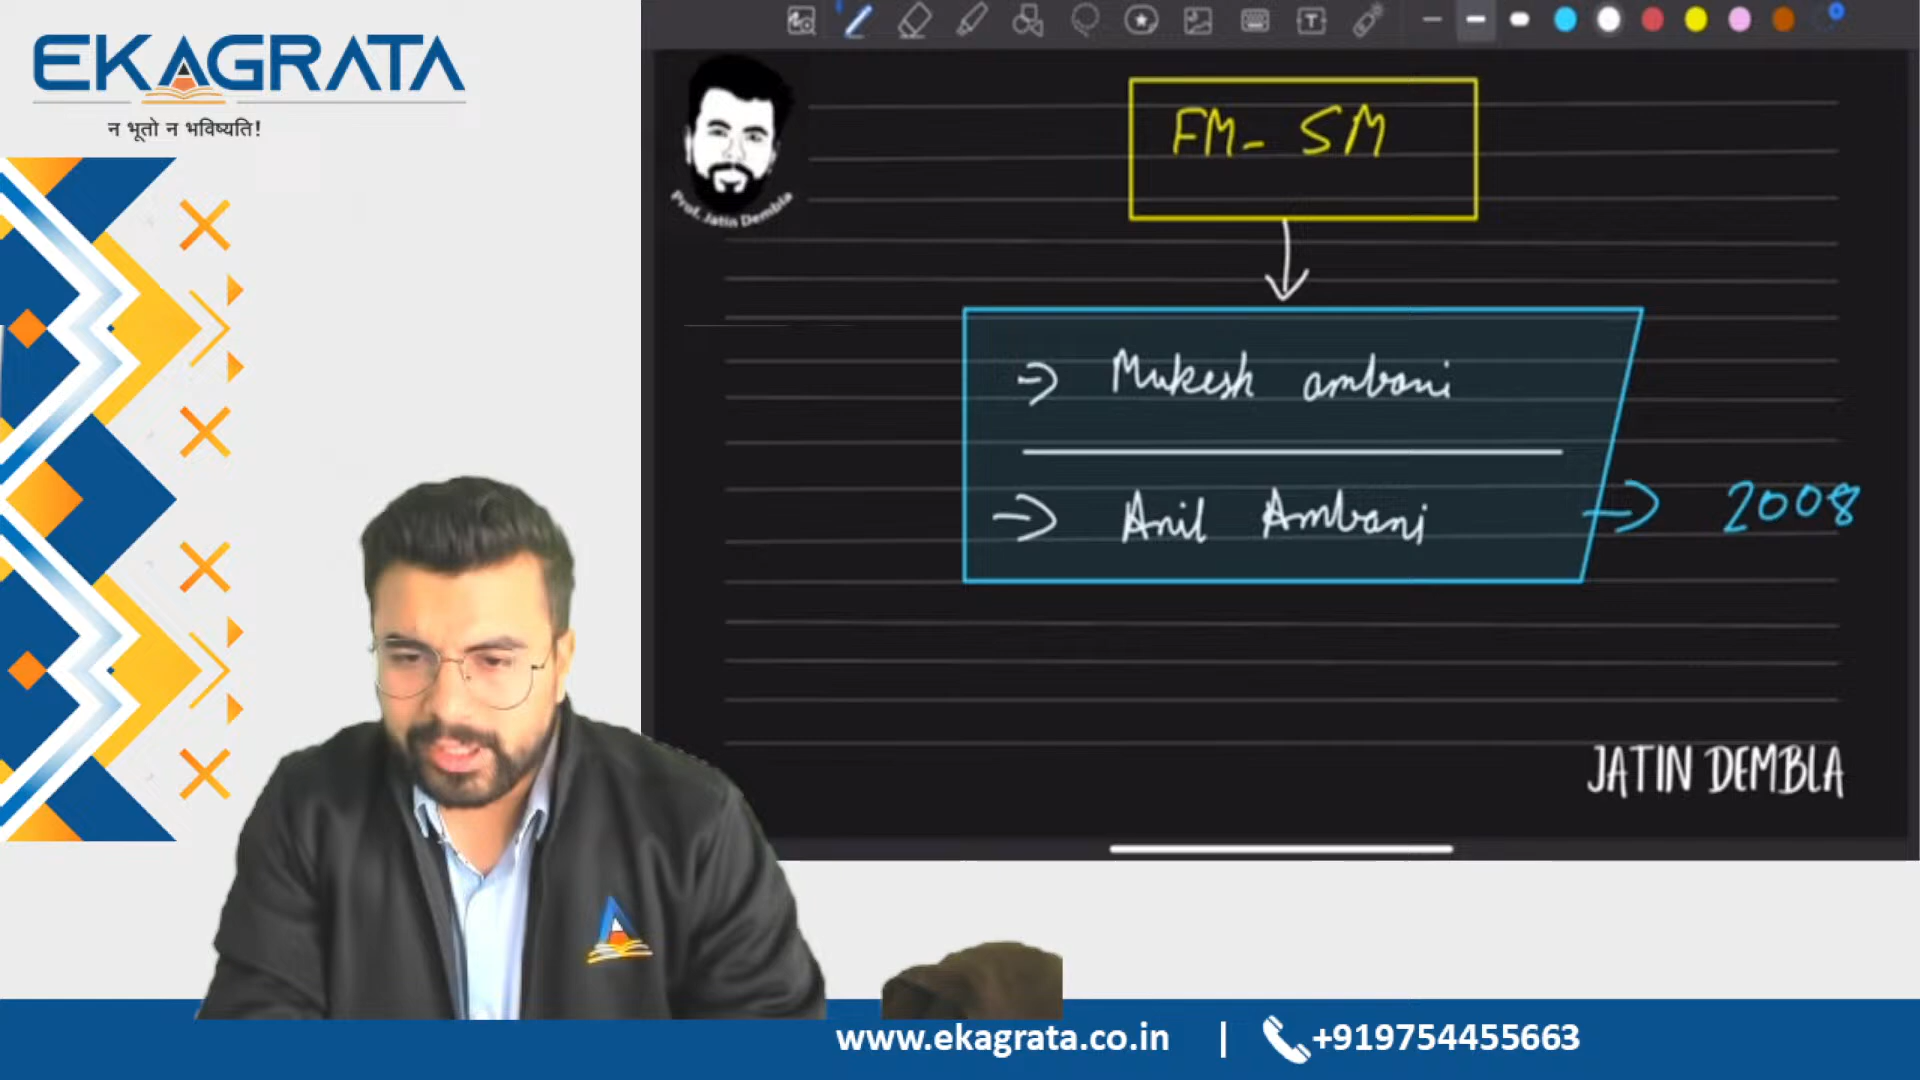 EKAGRATA
न भूतो न भविष्यति!
Prof. Jatin Dembla
FM- SM
→ Mukesh ambani
→ Anil Ambani → 2008
JATIN DEMBLA
www.ekagrata.co.in | +919754455663